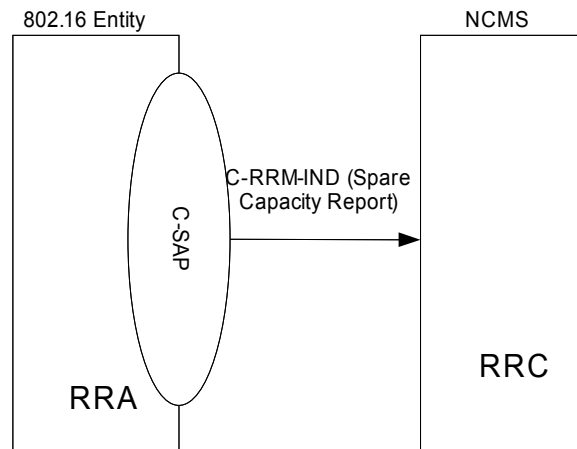 802.16 Entity
NCMS
C-RRM-IND (Spare
Capacity Report)
C-SAP
RRA
RRC